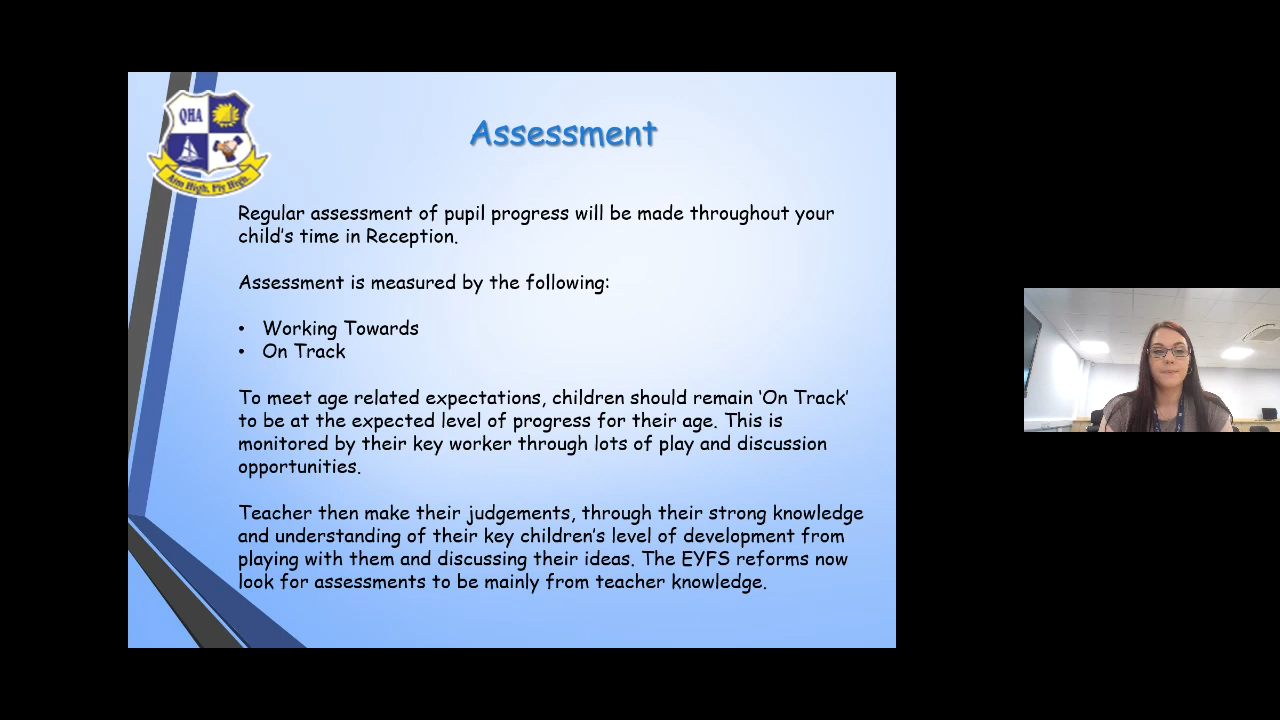 QHA
Aim High, Fly High.
Assessment
Regular assessment of pupil progress will be made throughout your
child's time in Reception.
Assessment is measured by the following:
• Working Towards
• On Track
To meet age related expectations, children should remain ‘On Track’
to be at the expected level of progress for their age. This is
monitored by their key worker through lots of play and discussion
opportunities.
Teacher then make their judgements, through their strong knowledge
and understanding of their key children's level of development from
playing with them and discussing their ideas. The EYFS reforms now
look for assessments to be mainly from teacher knowledge.